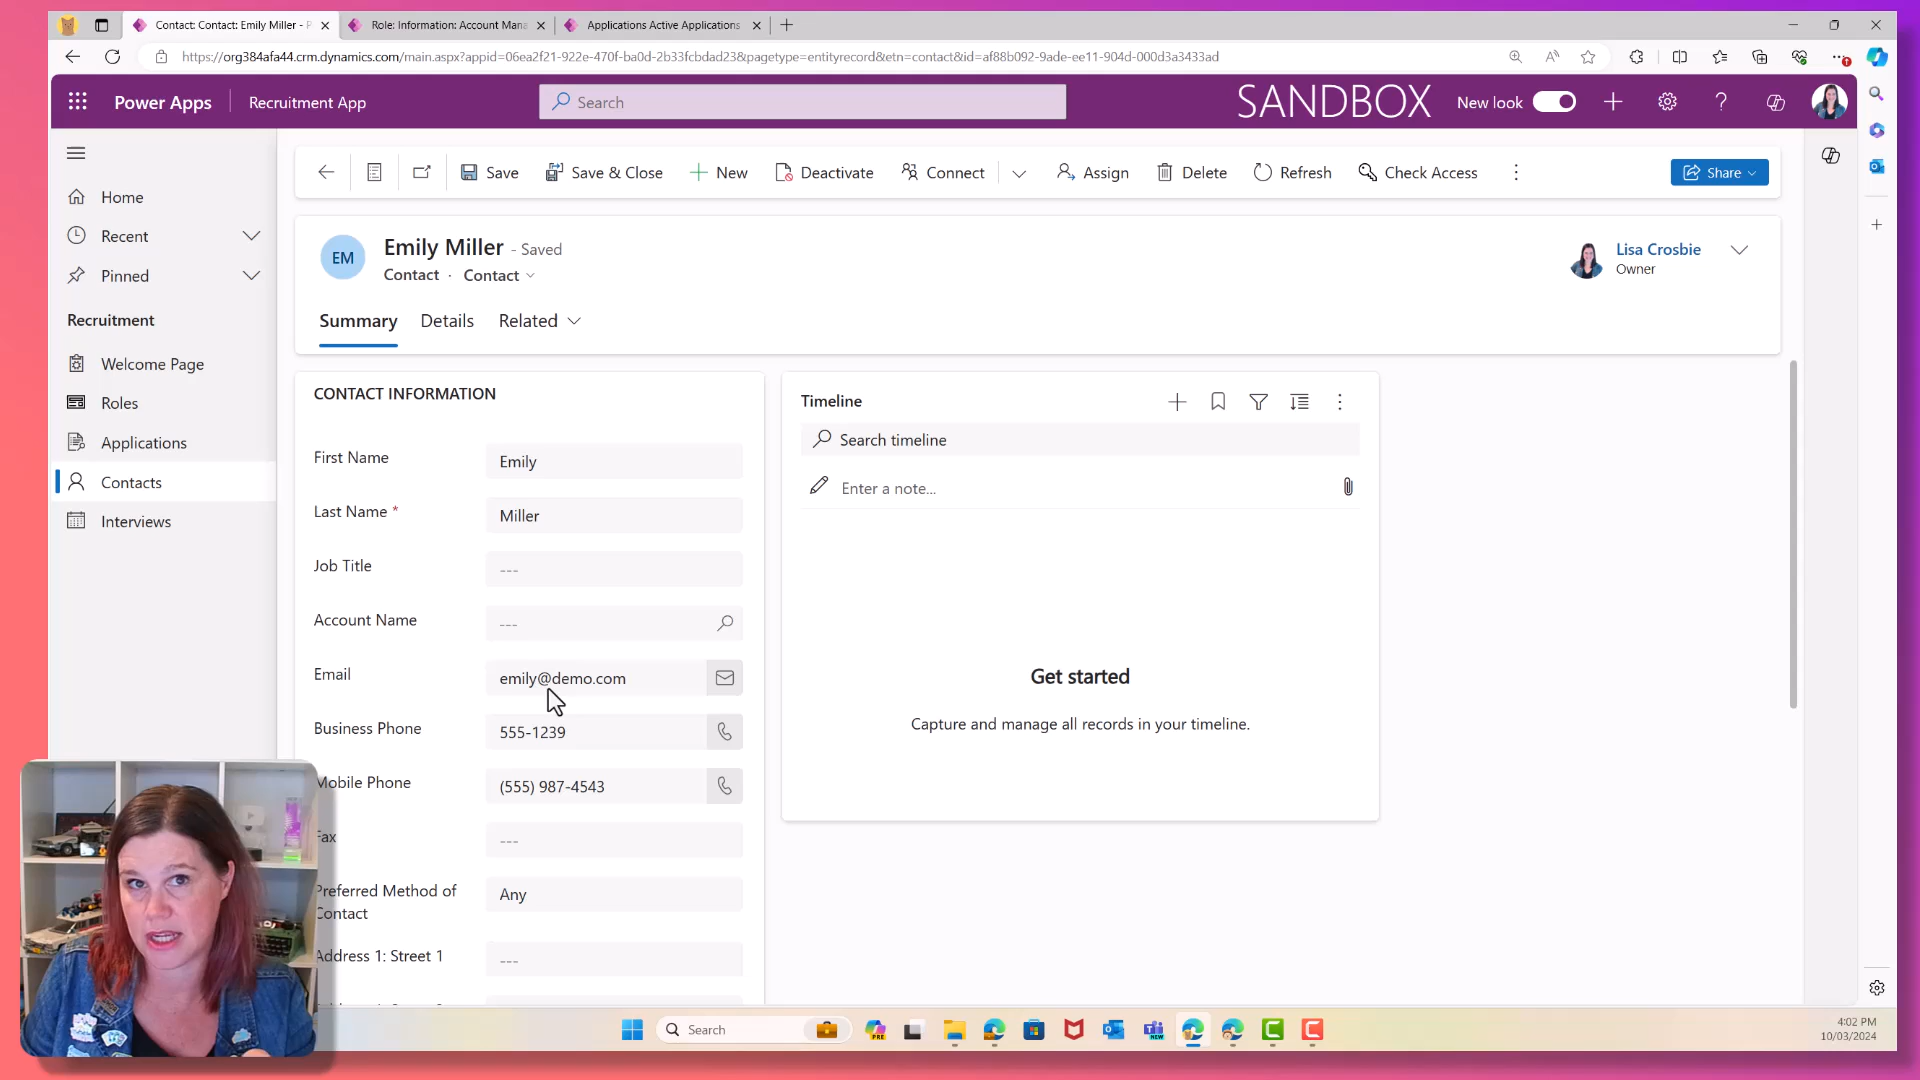 Contact: Contact: Emily Miller - P
Role: Information: Account Mana
Applications Active Applications
https://org384afa44.crm.dynamics.com/main.aspx?appid=06ea2f21-922e-470f-ba0d-2b33fcbdad23&pagetype=entityrecord&etn=contact&id=af88b092-9ade-ee11-904d-000d3a3433ad
Power Apps
Recruitment App
Search
SANDBOX
New look
Save
Save & Close
New
Deactivate
Connect
Assign
Delete
Refresh
Check Access
Share
Home
Recent
Pinned
Recruitment
Welcome Page
Roles
Applications
Contacts
Interviews
EM
Emily Miller - Saved
Contact · Contact
Lisa Crosbie
Owner
Summary
Details
Related
CONTACT INFORMATION
First Name
Emily
Last Name *
Miller
Job Title
---
Account Name
---
Email
emily@demo.com
Business Phone
555-1239
Mobile Phone
(555) 987-4543
Fax
---
Preferred Method of
Contact
Any
Address 1: Street 1
---
Timeline
Search timeline
Enter a note...
Get started
Capture and manage all records in your timeline.
Search
PRE
NEW
4:02 PM
10/03/2024